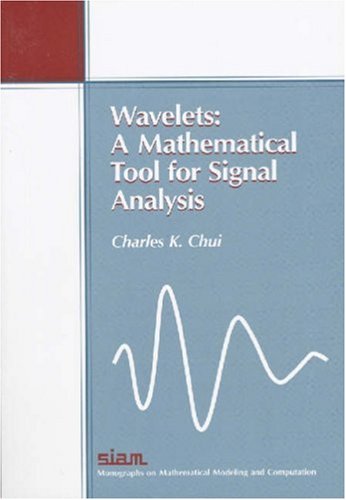 Wavelets:
A Mathematical
Tool for Signal
Analysis
Charles K. Chui
siam
Monographs on Mathematical Modeling and Computation